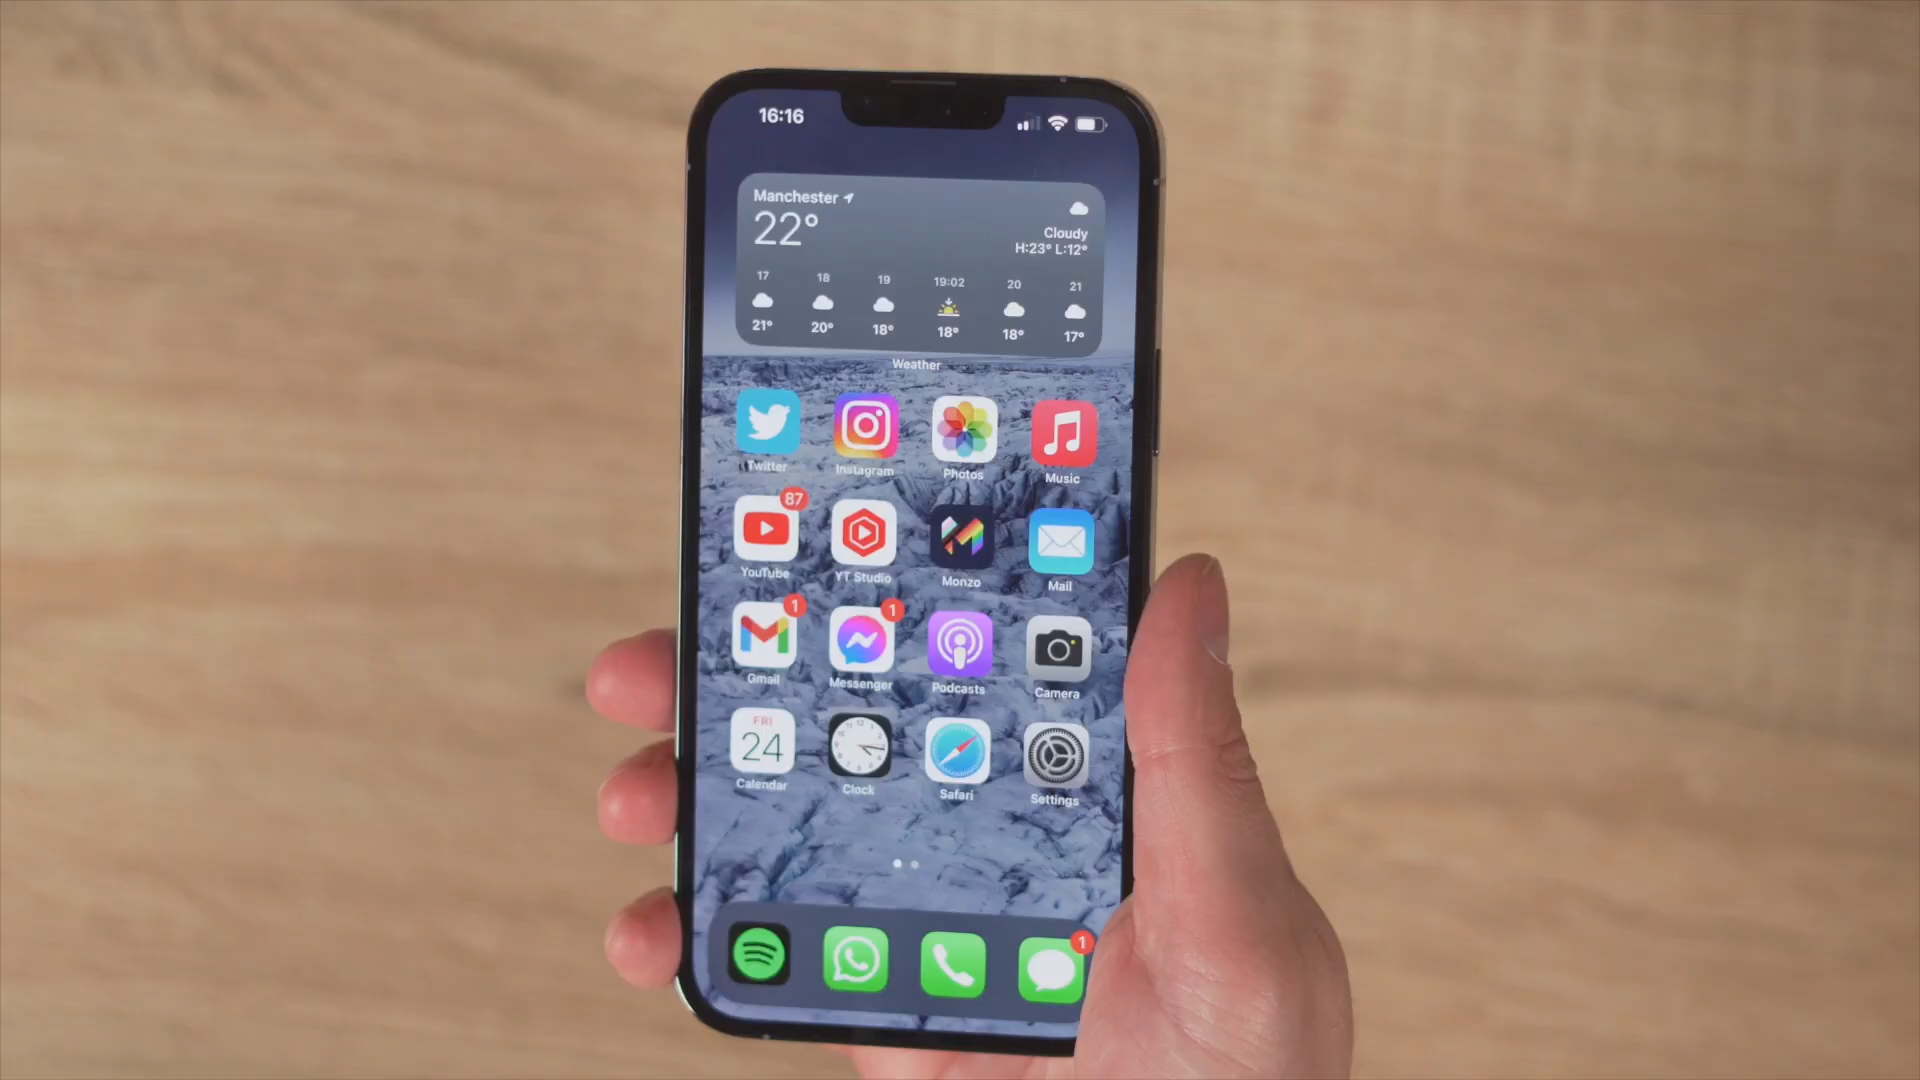 16:16
Manchester
22°
Cloudy
H:23° L:12°
17 18 19 19:02 20 21
21° 20° 18° 18° 18° 17°
Weather
Twitter Instagram Photos Music
87
YouTube YT Studio Monzo Mail
1 1
Gmail Messenger Podcasts Camera
FRI
24
Calendar Clock Safari Settings
1